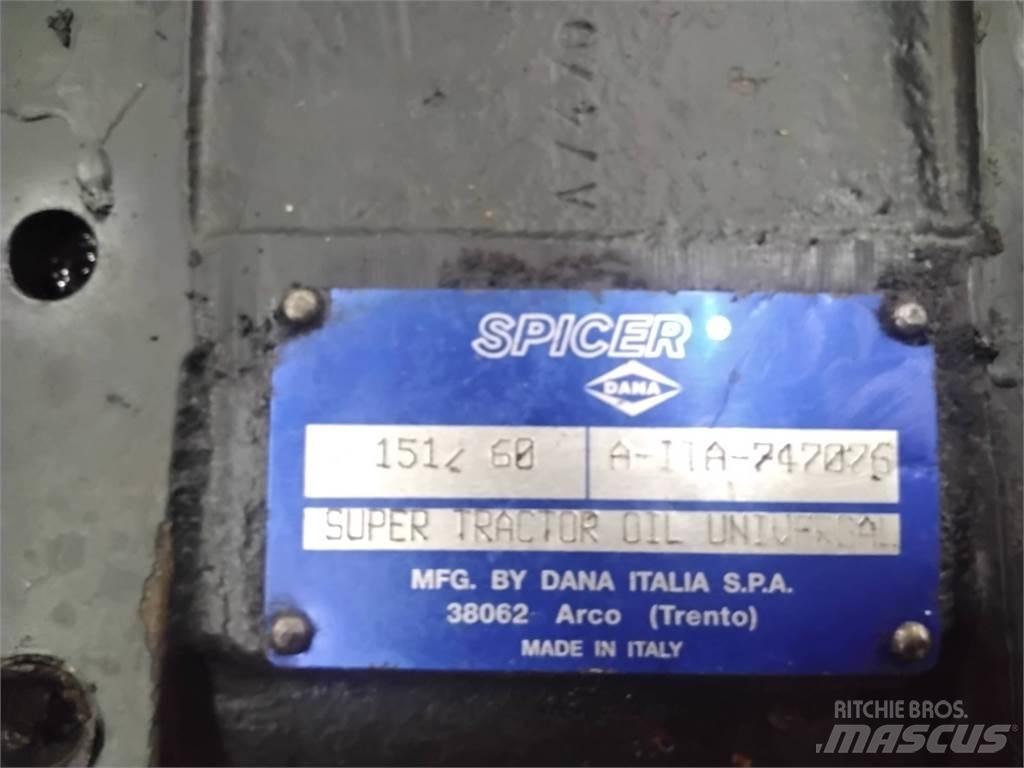 SPICER
DANA
151/ 60 A-ITA-747076
SUPER TRACTOR OIL UNIVERSAL
MFG. BY DANA ITALIA S.P.A.
38062 Arco (Trento)
MADE IN ITALY
RITCHIE BROS.
MASCUS